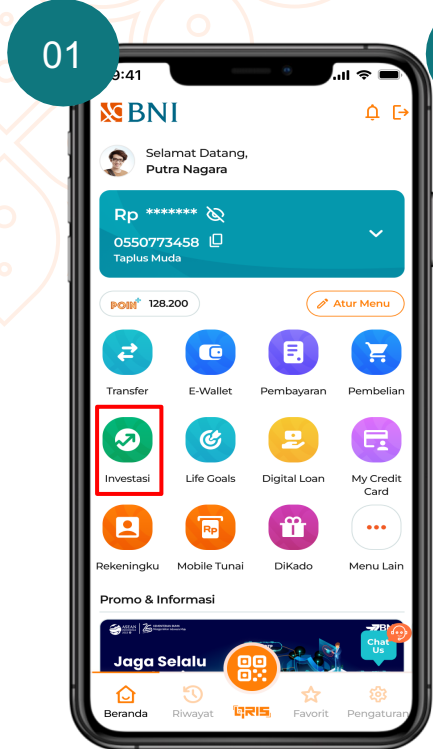 01
9:41
BNI
Selamat Datang,
Putra Nagara
Rp *******
0550773458
Taplus Muda
POIN+ 128.200
Atur Menu
Transfer
E-Wallet
Pembayaran
Pembelian
Investasi
Life Goals
Digital Loan
My Credit
Card
Rp
Rekeningku
Mobile Tunai
DiKado
Menu Lain
Promo & Informasi
BNI
Chat
Us
Jaga Selalu
Beranda
Riwayat
QRIS
Favorit
Pengaturan